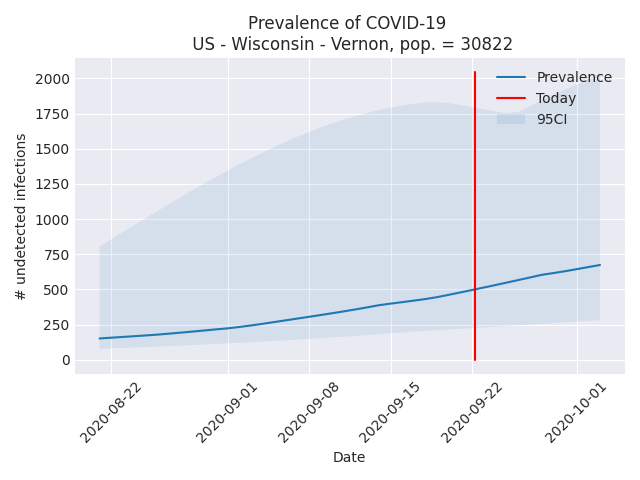 Prevalence of COVID-19
US - Wisconsin - Vernon, pop. = 30822
# undetected infections
2000
1750
1500
1250
1000
750
500
250
0
Prevalence
Today
95CI
2020-08-22
2020-09-01
2020-09-08
2020-09-15
2020-09-22
2020-10-01
Date